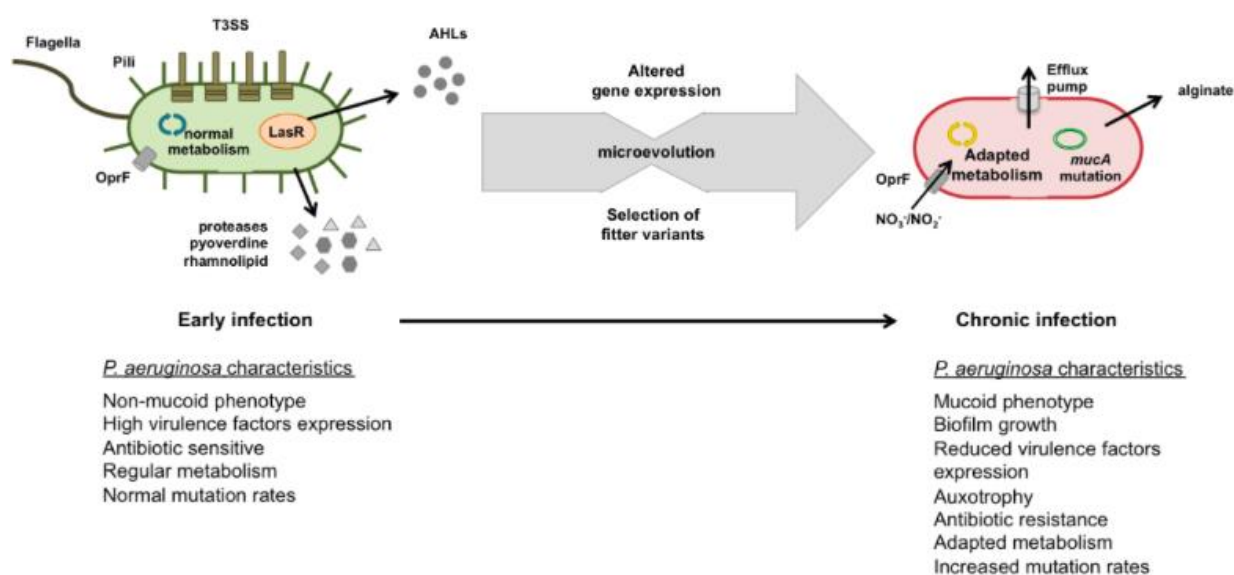 T3SS
Flagella
Pili
AHLs
normal
metabolism
LasR
OprF
proteases
pyoverdine
rhamnolipid
Altered
gene expression
microevolution
Selection of
fitter variants
Efflux
pump
alginate
Adapted
metabolism
mucA
mutation
OprF
NO₃⁻/NO₂⁻
Early infection
Chronic infection
P. aeruginosa characteristics
Non-mucoid phenotype
High virulence factors expression
Antibiotic sensitive
Regular metabolism
Normal mutation rates
P. aeruginosa characteristics
Mucoid phenotype
Biofilm growth
Reduced virulence factors
expression
Auxotrophy
Antibiotic resistance
Adapted metabolism
Increased mutation rates